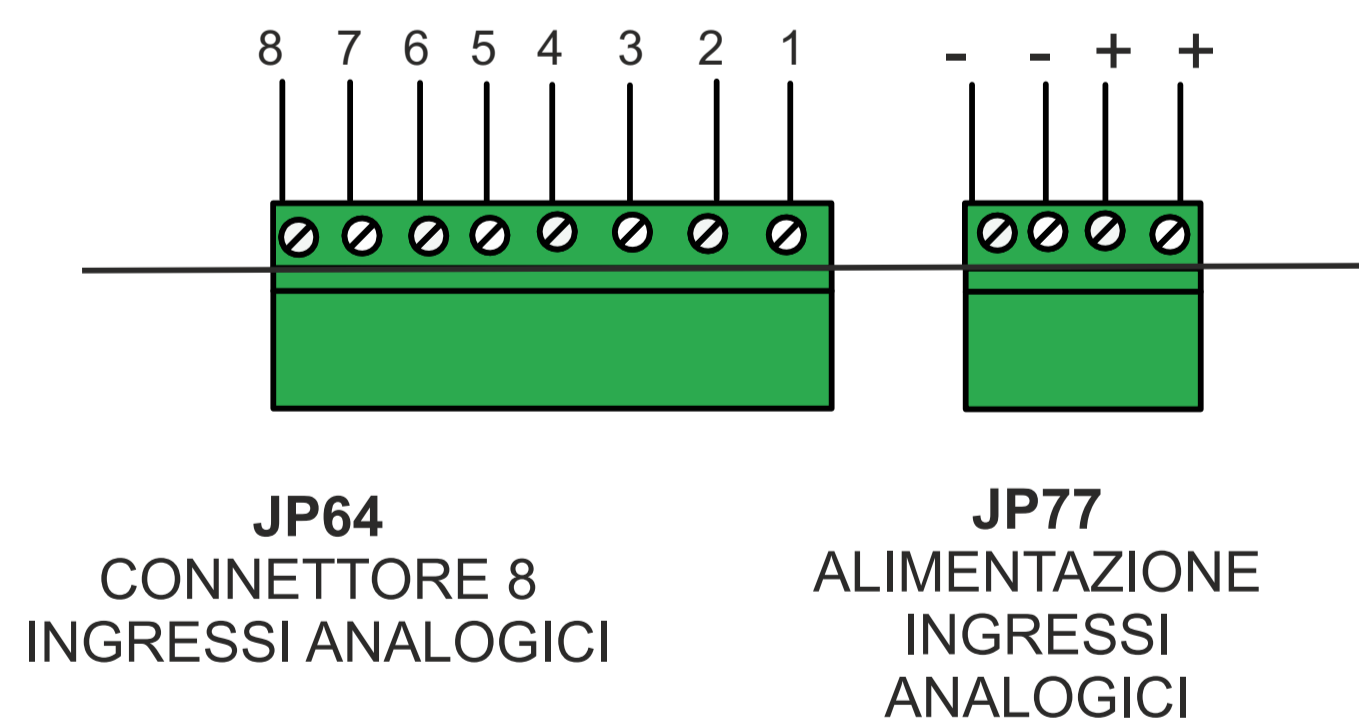 8 7 6 5 4 3 2 1
- - + +
JP64
CONNETTORE 8
INGRESSI ANALOGICI
JP77
ALIMENTAZIONE
INGRESSI
ANALOGICI